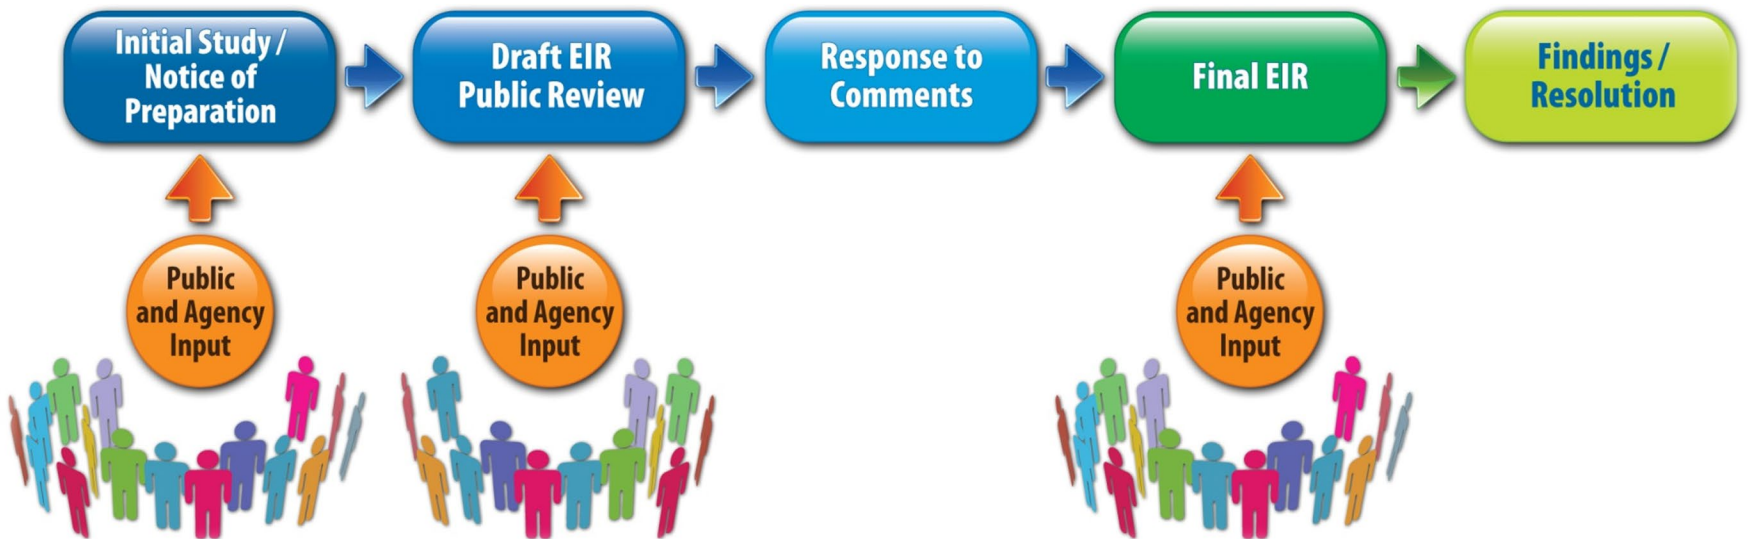 Initial Study /
Notice of
Preparation
Draft EIR
Public Review
Response to
Comments
Final EIR
Findings /
Resolution
Public
and Agency
Input
Public
and Agency
Input
Public
and Agency
Input